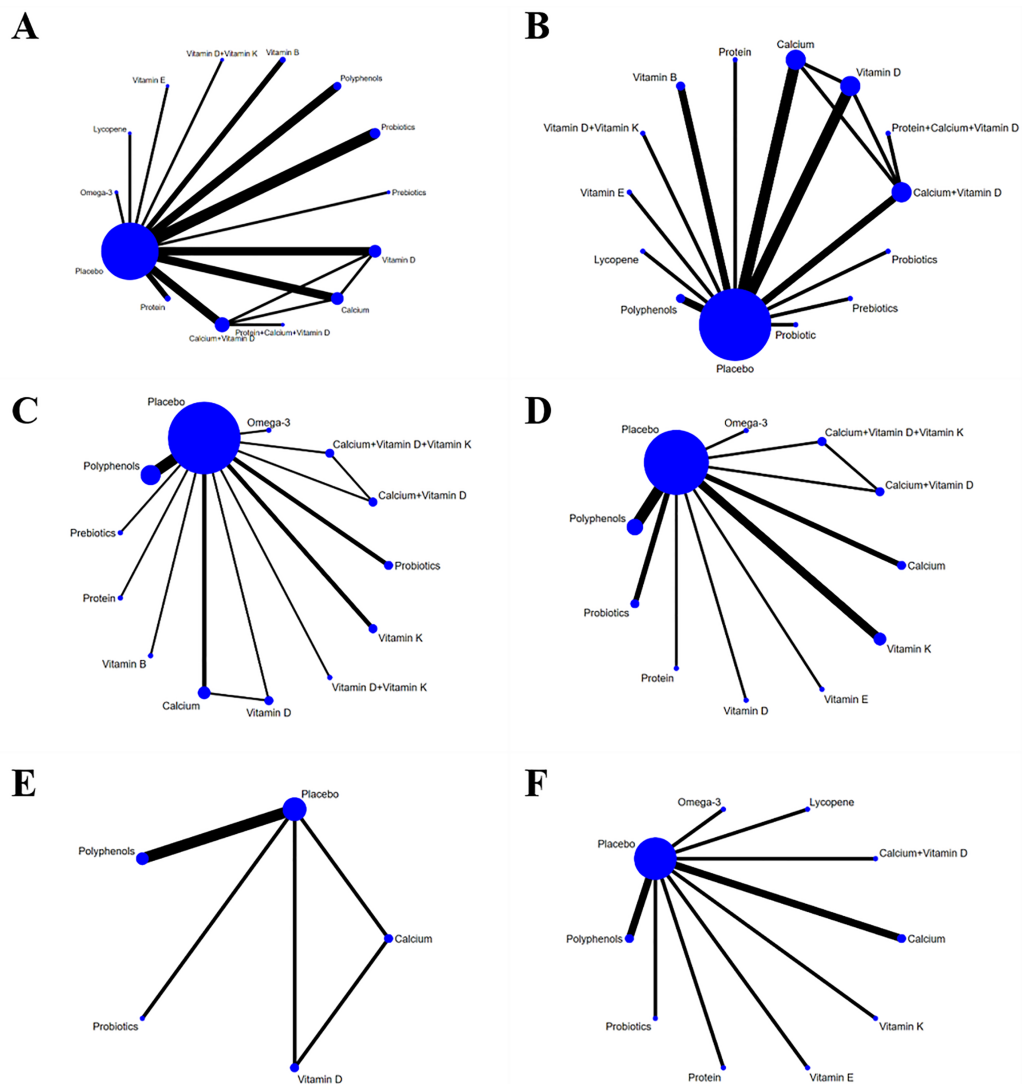 A
Vitamin D+Vitamin K
Vitamin B
Vitamin E
Polyphenols
Lycopene
Probiotics
Omega-3
Prebiotics
Placebo
Vitamin D
Protein
Calcium
Calcium+Vitamin D
Protein+Calcium+Vitamin D
B
Protein
Calcium
Vitamin B
Vitamin D
Vitamin D+Vitamin K
Protein+Calcium+Vitamin D
Vitamin E
Calcium+Vitamin D
Lycopene
Probiotics
Polyphenols
Prebiotics
Probiotic
Placebo
C
Placebo
Omega-3
Calcium+Vitamin D+Vitamin K
Polyphenols
Calcium+Vitamin D
Prebiotics
Probiotics
Protein
Vitamin K
Vitamin B
Vitamin D+Vitamin K
Calcium
Vitamin D
D
Omega-3
Placebo
Calcium+Vitamin D+Vitamin K
Calcium+Vitamin D
Polyphenols
Calcium
Probiotics
Vitamin K
Protein
Vitamin E
Vitamin D
E
Placebo
Polyphenols
Calcium
Probiotics
Vitamin D
F
Omega-3
Lycopene
Placebo
Calcium+Vitamin D
Polyphenols
Calcium
Probiotics
Vitamin K
Protein
Vitamin E